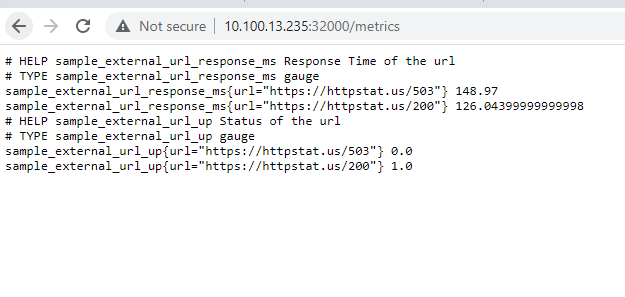 Not secure | 10.100.13.235:32000/metrics
# HELP sample_external_url_response_ms Response Time of the url
# TYPE sample_external_url_response_ms gauge
sample_external_url_response_ms{url="https://httpstat.us/503"} 148.97
sample_external_url_response_ms{url="https://httpstat.us/200"} 126.04399999999998
# HELP sample_external_url_up Status of the url
# TYPE sample_external_url_up gauge
sample_external_url_up{url="https://httpstat.us/503"} 0.0
sample_external_url_up{url="https://httpstat.us/200"} 1.0